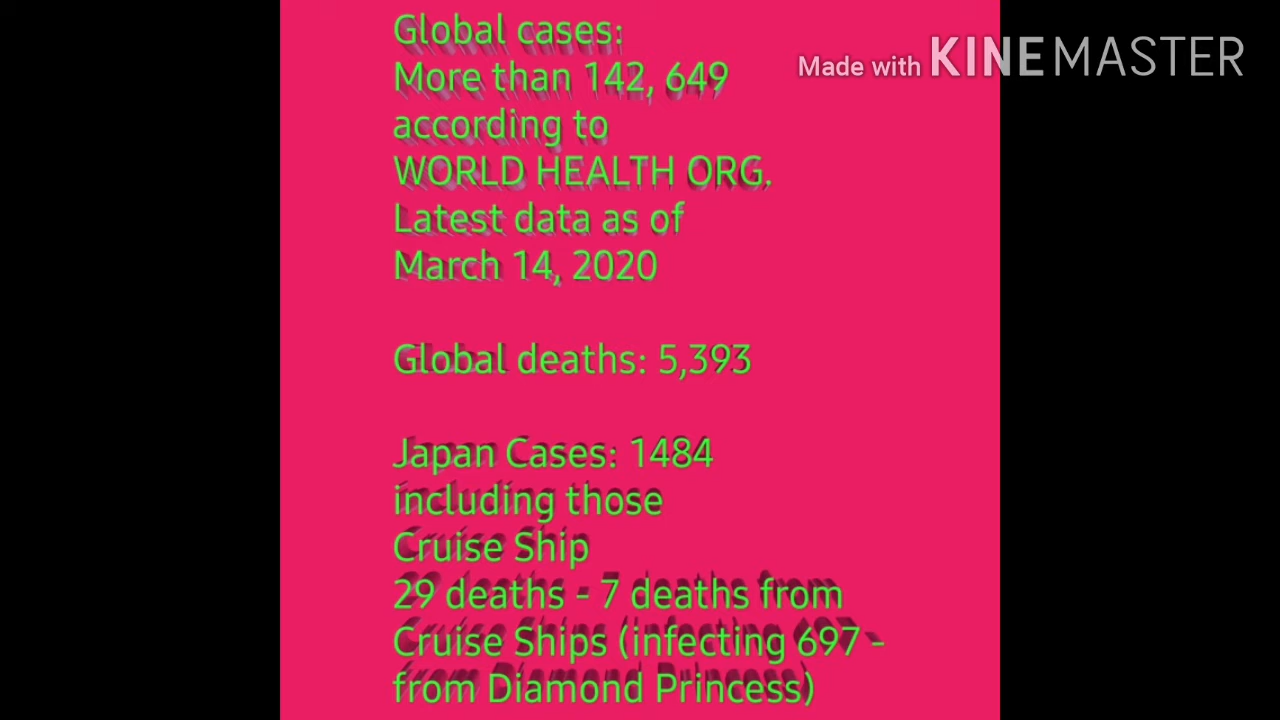 Global cases:
More than 142, 649
according to
WORLD HEALTH ORG.
Latest data as of
March 14, 2020
Global deaths: 5,393
Japan Cases: 1484
including those
Cruise Ship
29 deaths - 7 deaths from
Cruise Ships (infecting 697 -
from Diamond Princess)
Made with KINEMASTER